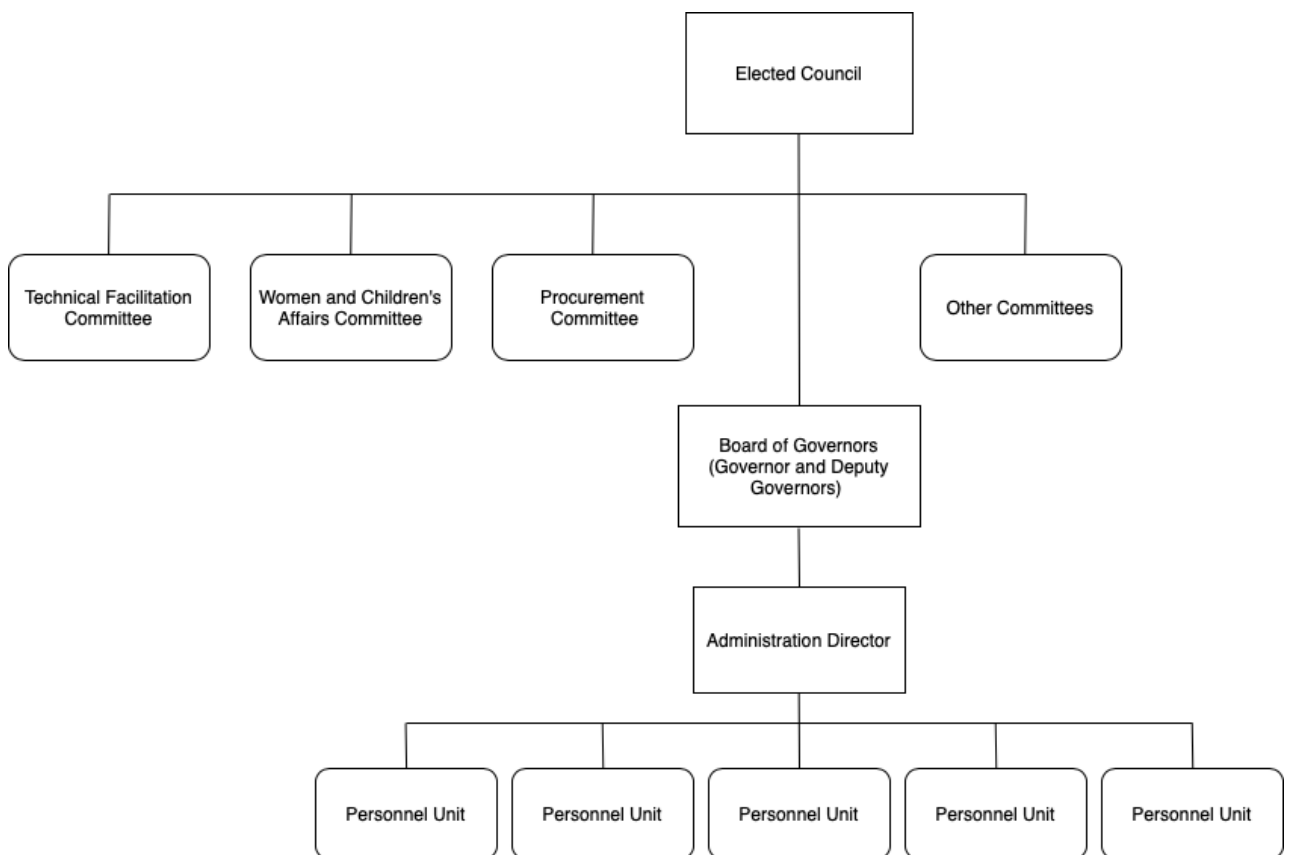 Elected Council
Technical Facilitation
Committee
Women and Children's
Affairs Committee
Procurement
Committee
Other Committees
Board of Governors
(Governor and Deputy
Governors)
Administration Director
Personnel Unit
Personnel Unit
Personnel Unit
Personnel Unit
Personnel Unit